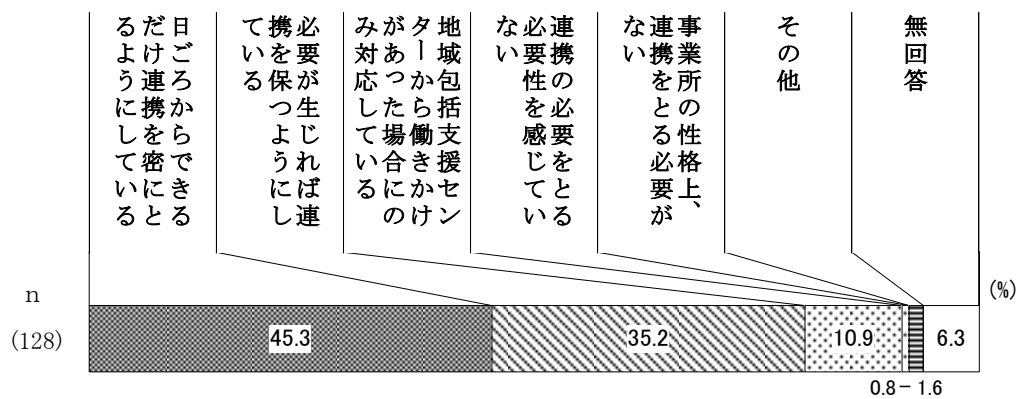 日ごろからできる
だけ連携を密にと
るようにしている
必要が生じれば連
携を保つようにし
ている
地域包括支援セン
ターから働きかけ
があった場合にの
み対応している
連携の必要をとる
必要性を感じてい
ない
事業所の性格上、
連携をとる必要が
ない
その他
無回答
n
(%)
(128)
45.3
35.2
10.9
6.3
0.8 − 1.6